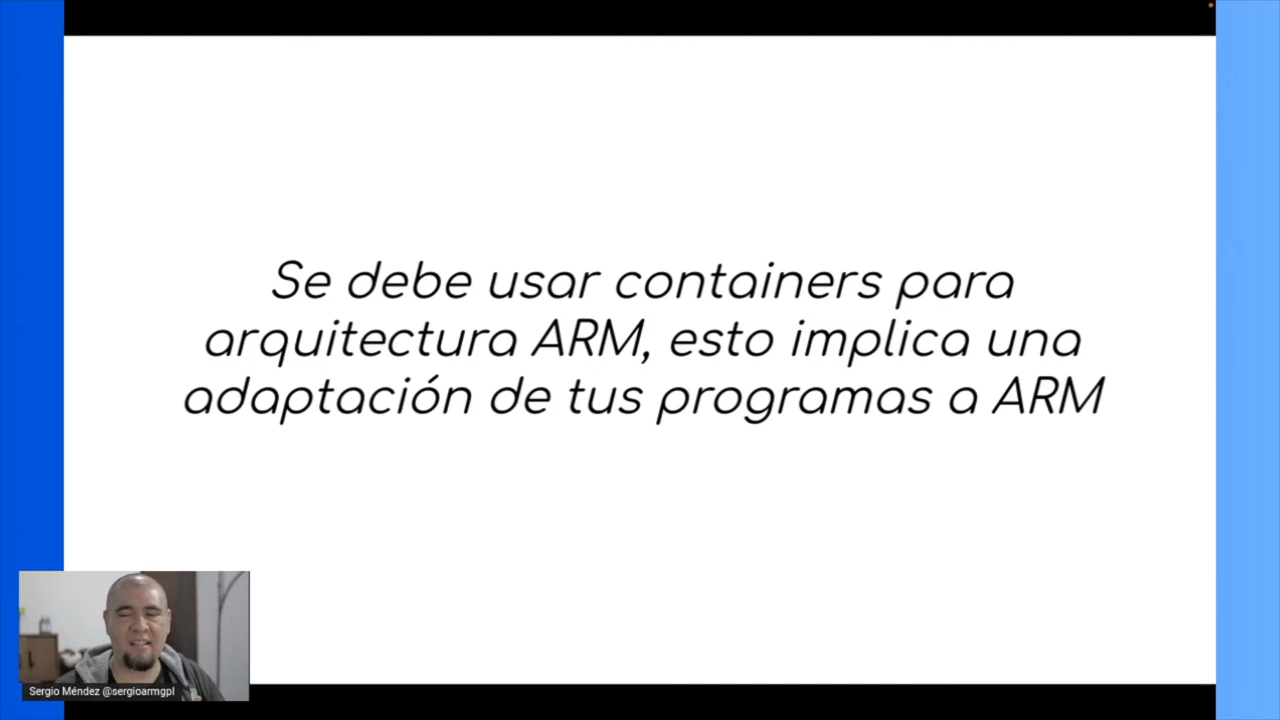 Se debe usar containers para
arquitectura ARM, esto implica una
adaptación de tus programas a ARM
Sergio Méndez @sergioarmgpl